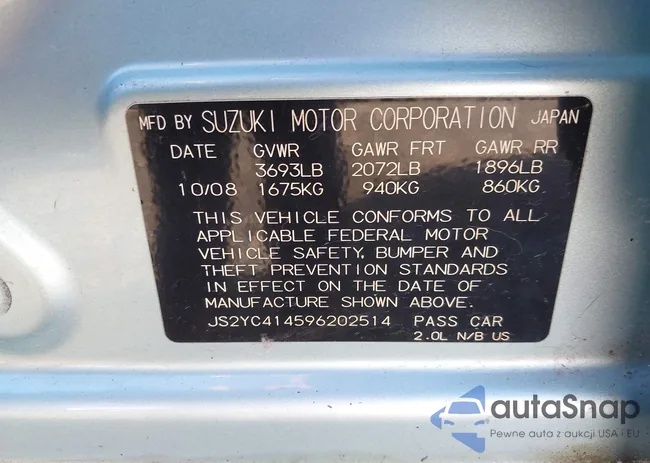 MFD BY SUZUKI MOTOR CORPORATION JAPAN
DATE GVWR GAWR FRT GAWR RR
3693LB 2072LB 1896LB
10/08 1675KG 940KG 860KG
THIS VEHICLE CONFORMS TO ALL
APPLICABLE FEDERAL MOTOR
VEHICLE SAFETY, BUMPER AND
THEFT PREVENTION STANDARDS
IN EFFECT ON THE DATE OF
MANUFACTURE SHOWN ABOVE.
JS2YC414596202514 PASS CAR
2.0L N/B US
autaSnap
Pewne auta z aukcji USA i EU